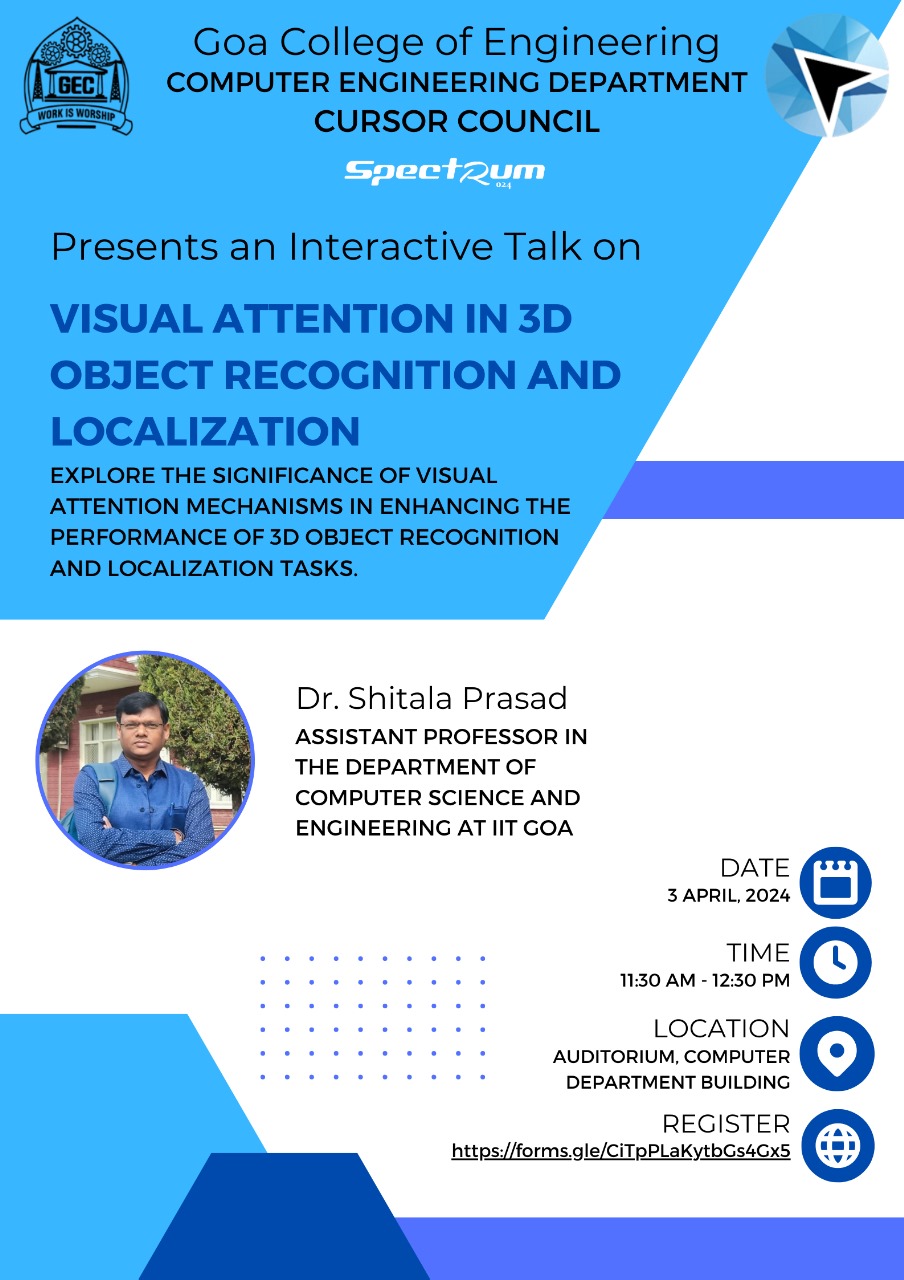 Goa College of Engineering
COMPUTER ENGINEERING DEPARTMENT
CURSOR COUNCIL
GEC
WORK IS WORSHIP
SpectRum
024
Presents an Interactive Talk on
VISUAL ATTENTION IN 3D
OBJECT RECOGNITION AND
LOCALIZATION
EXPLORE THE SIGNIFICANCE OF VISUAL
ATTENTION MECHANISMS IN ENHANCING THE
PERFORMANCE OF 3D OBJECT RECOGNITION
AND LOCALIZATION TASKS.
Dr. Shitala Prasad
ASSISTANT PROFESSOR IN
THE DEPARTMENT OF
COMPUTER SCIENCE AND
ENGINEERING AT IIT GOA
DATE
3 APRIL, 2024
TIME
11:30 AM - 12:30 PM
LOCATION
AUDITORIUM, COMPUTER
DEPARTMENT BUILDING
REGISTER
https://forms.gle/CiTpPLaKytbGs4Gx5